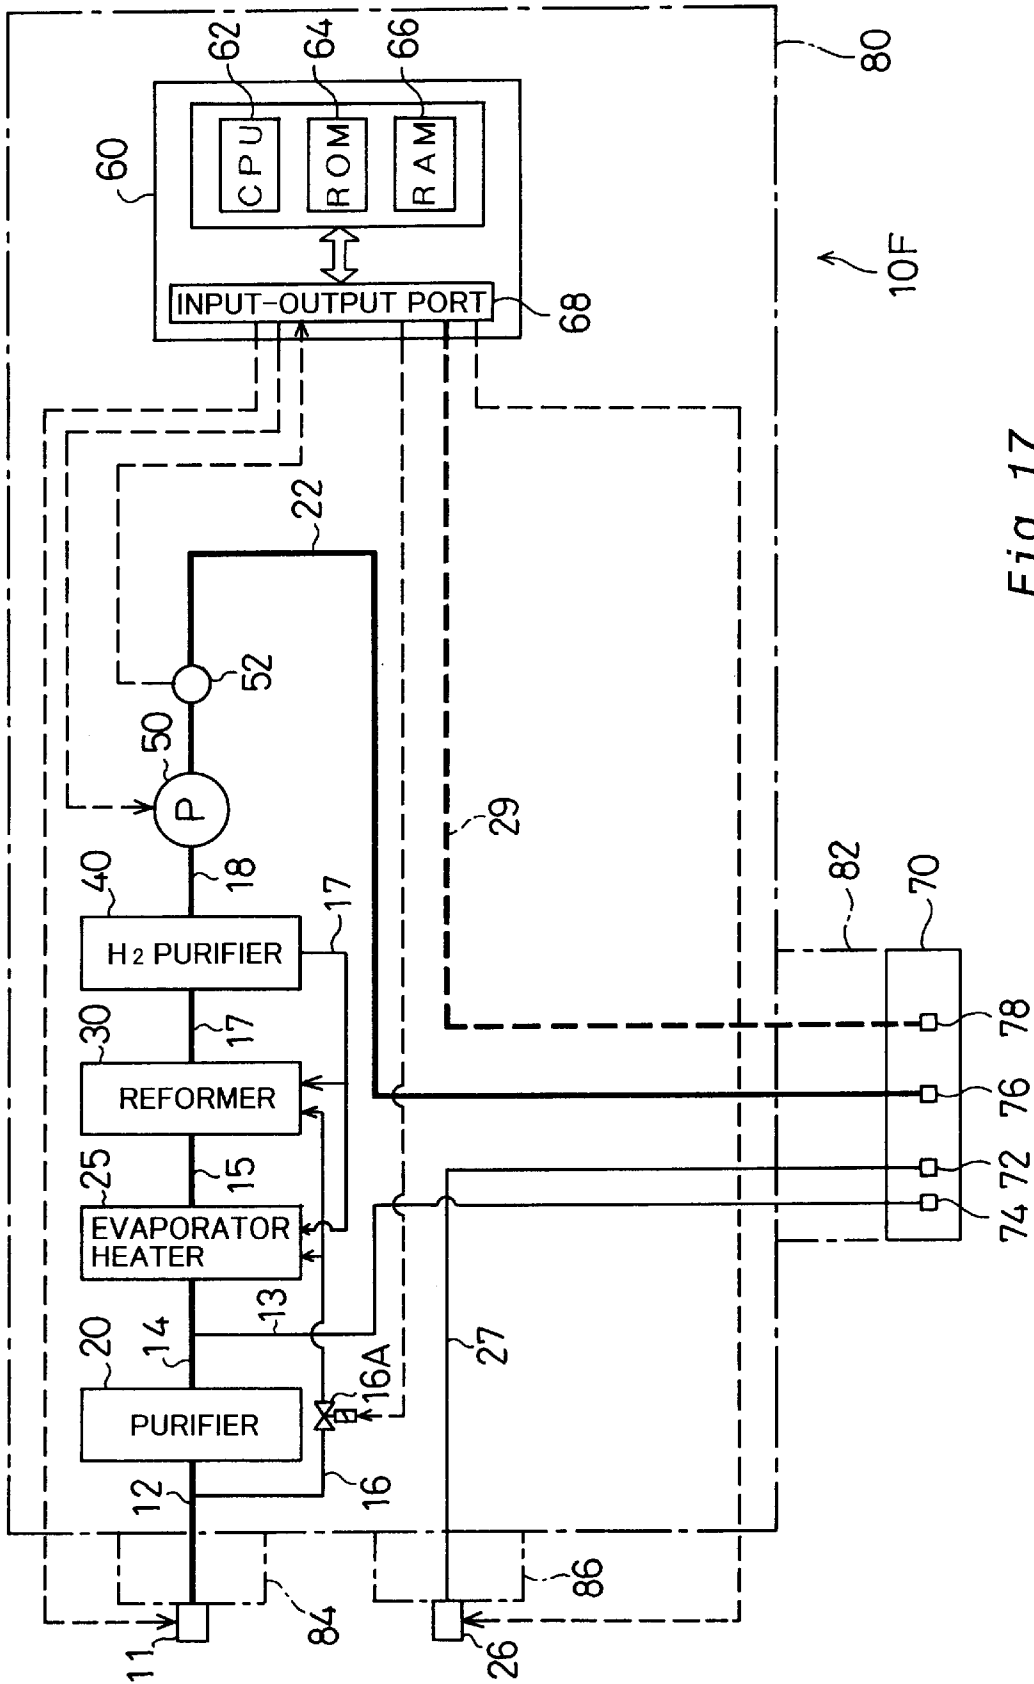 80
10F
60
62
64
66
CPU
ROM
RAM
INPUT-OUTPUT PORT
68
22
52
50
P
18
40
H2 PURIFIER
17
17
30
REFORMER
15
25
EVAPORATOR
HEATER
13
14
20
PURIFIER
16A
16
12
11
84
86
26
27
29
82
70
78
76
72
74
Fig. 17